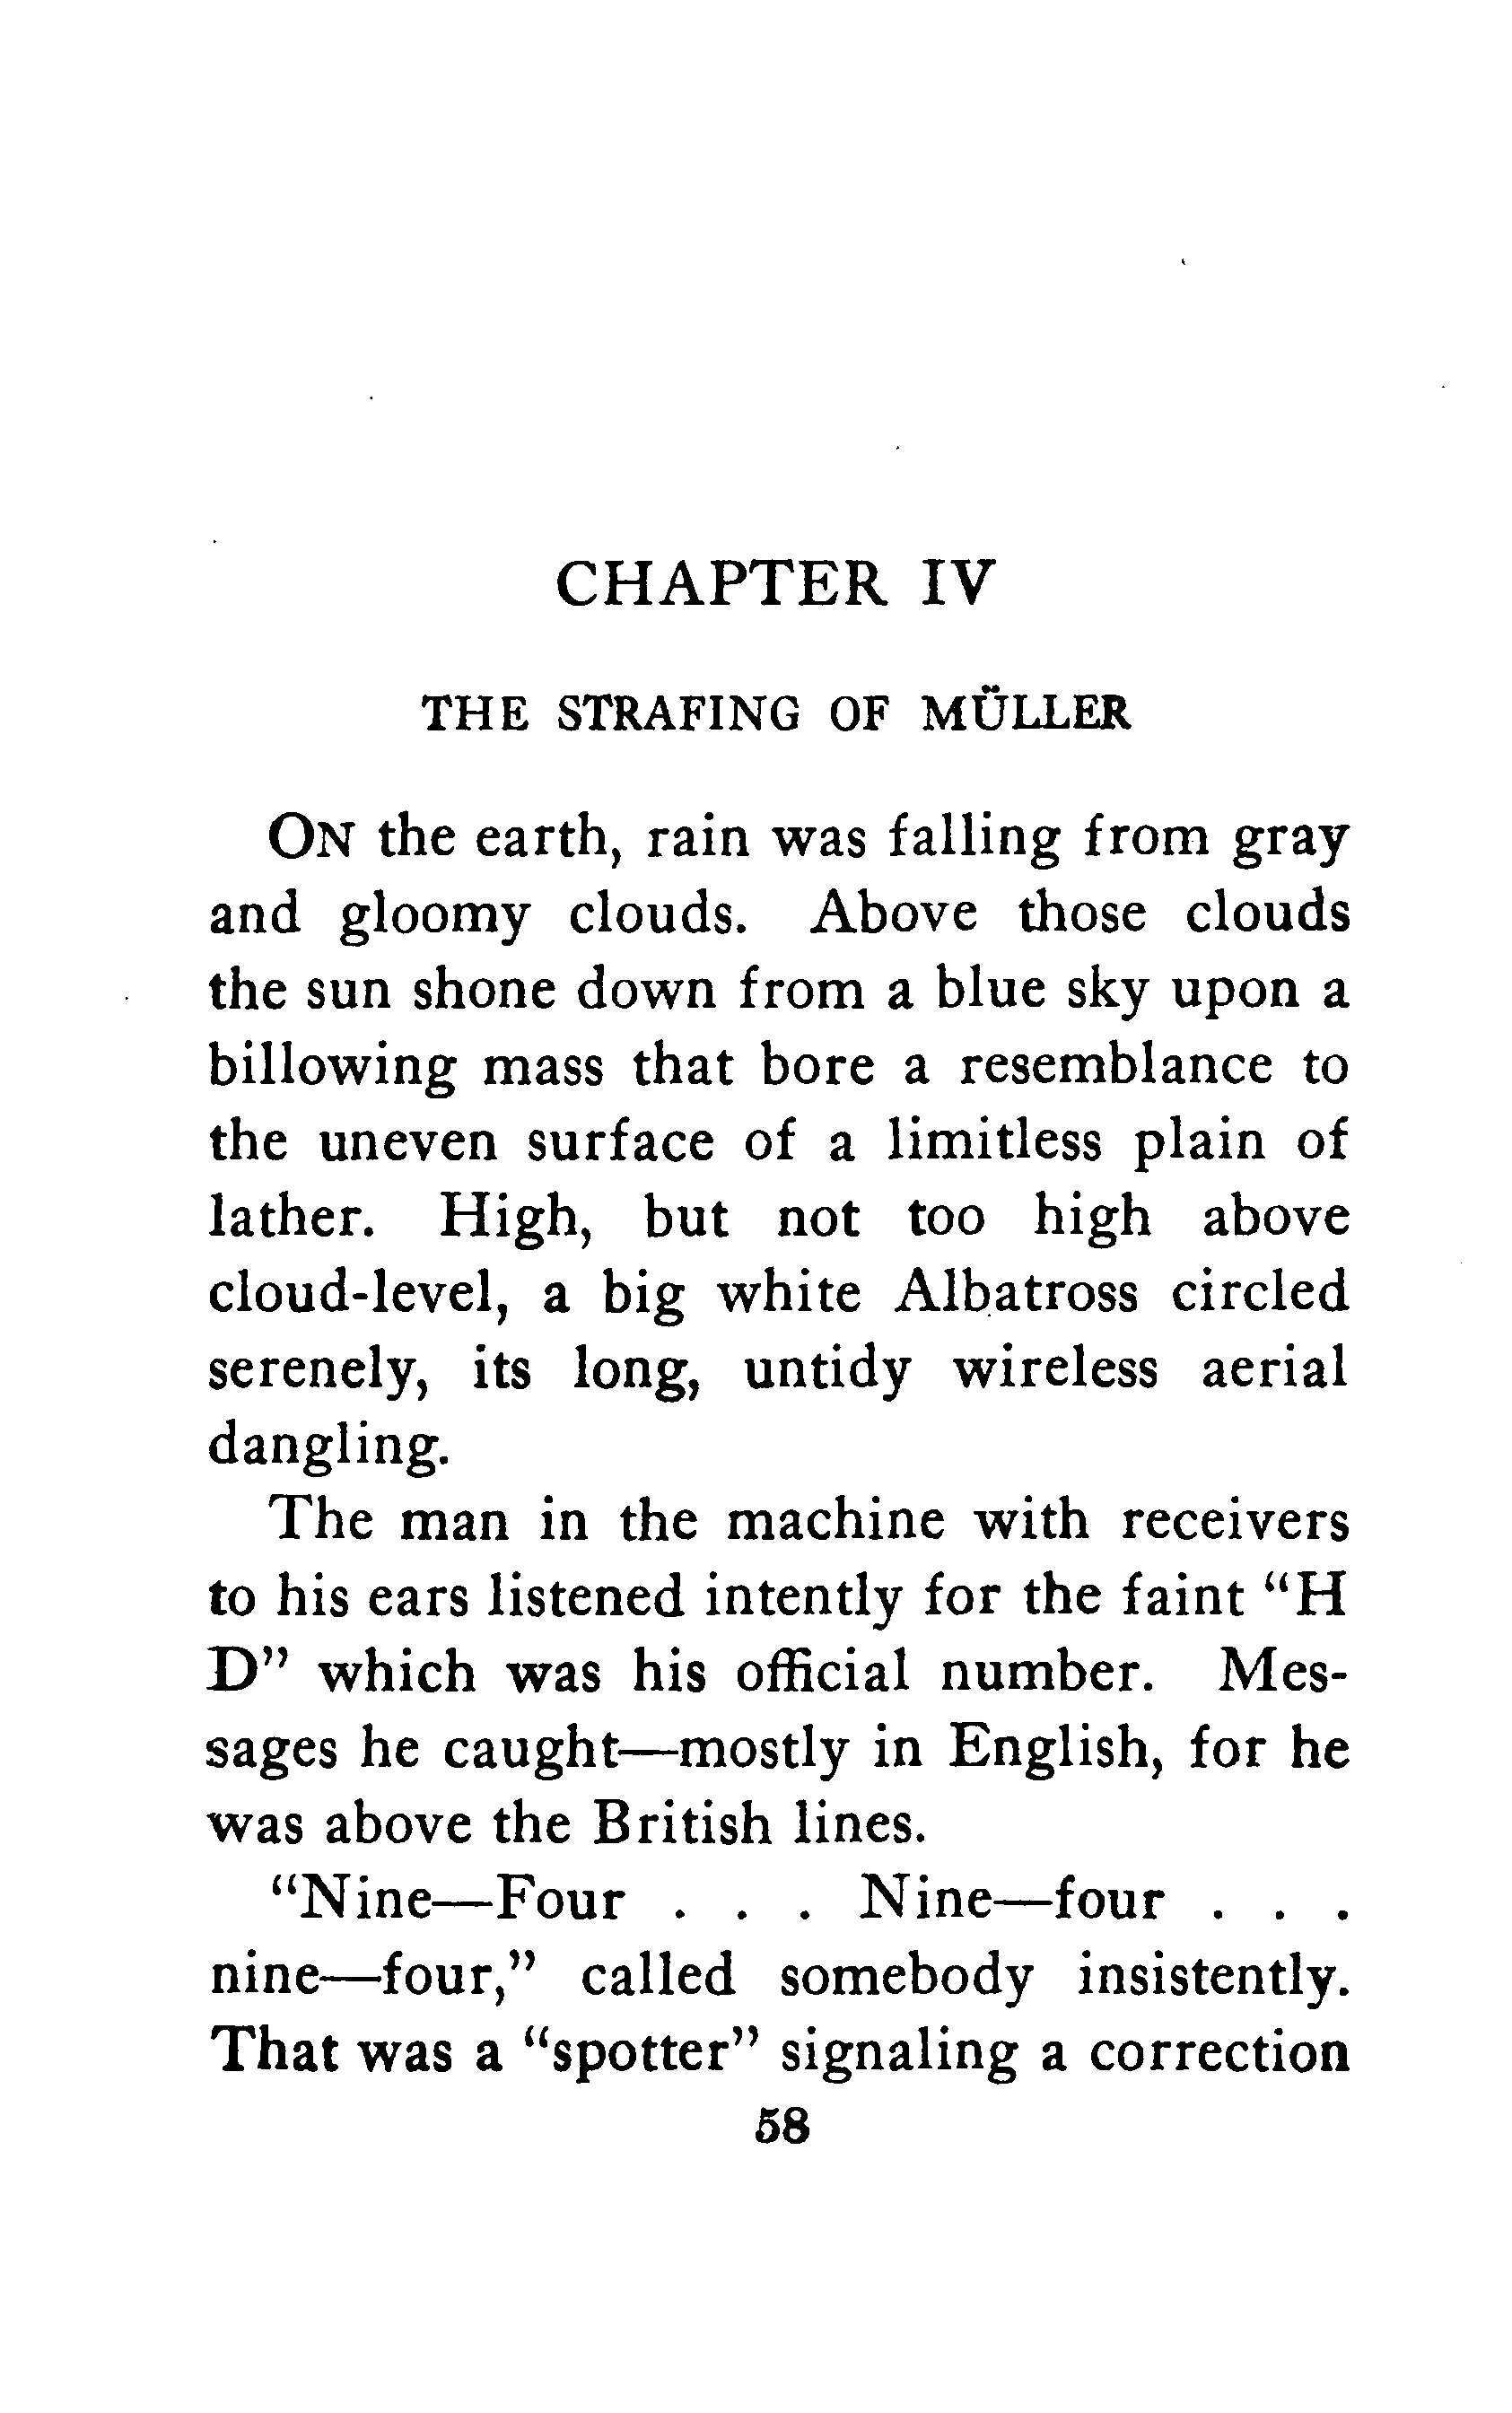 CHAPTER IV
THE STRAFING OF MÜLLER
ON the earth, rain was falling from gray
and gloomy clouds. Above those clouds
the sun shone down from a blue sky upon a
billowing mass that bore a resemblance to
the uneven surface of a limitless plain of
lather. High, but not too high above
cloud-level, a big white Albatross circled
serenely, its long, untidy wireless aerial
dangling.
The man in the machine with receivers
to his ears listened intently for the faint “H
D” which was his official number. Mes-
sages he caught—mostly in English, for he
was above the British lines.
“Nine—Four . . . Nine—four . . .
nine—four,” called somebody insistently.
That was a “spotter” signaling a correction
58